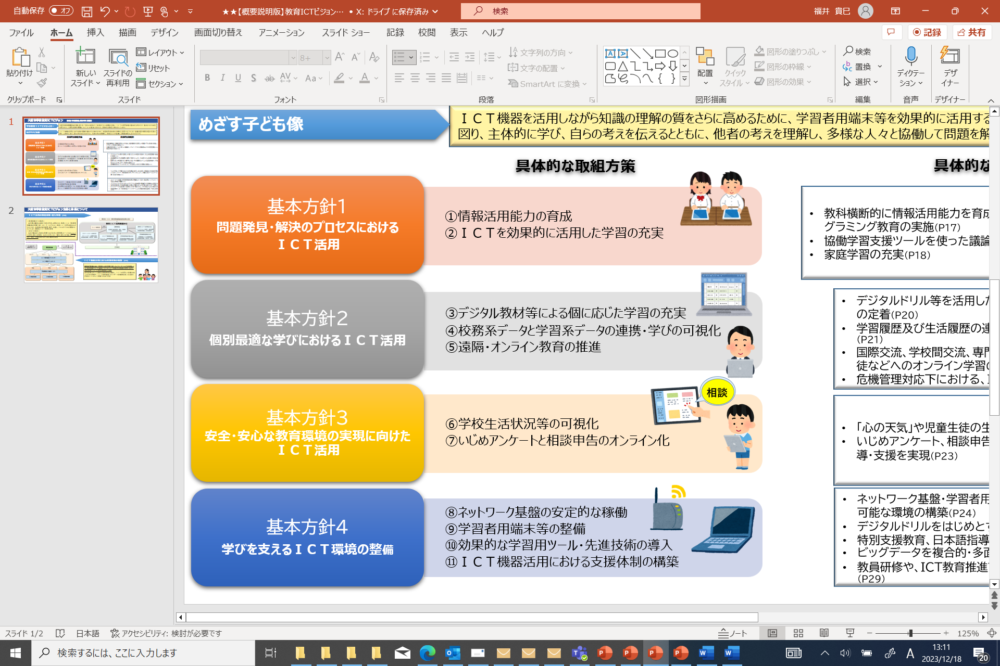 自動保存 オフ
★★【概要説明版】教育ICTビジョン… • X: ドライブ に保存済み
検索
福井 貴巳
ファイル ホーム 挿入 描画 デザイン 画面切り替え アニメーション スライド ショー 記録 校閲 表示 ヘルプ
記録 共有
貼り付け
新しい
スライド
スライドの
再利用
レイアウト
リセット
セクション
8+
B I U S ab AV Aa A
文字列の方向
文字の配置
SmartArt に変換
配置
クイック
スタイル
図形の塗りつぶし
図形の枠線
図形の効果
検索
置換
選択
ディクテー
ション
デザ
イナー
クリップボード スライド フォント 段落 図形描画 編集 音声 デザイナー
1
2
めざす子ども像
ＩＣＴ機器を活用しながら知識の理解の質をさらに高めるために、学習者用端末等を効果的に活用する
図り、主体的に学び、自らの考えを伝えるとともに、他者の考えを理解し、多様な人々と協働して問題を解
具体的な取組方策
具体的な
基本方針1
問題発見・解決のプロセスにおける
ＩＣＴ活用
①情報活用能力の育成
②ＩＣＴを効果的に活用した学習の充実
• 教科横断的に情報活用能力を育成
グラミング教育の実施(P17)
• 協働学習支援ツールを使った議論
• 家庭学習の充実(P18)
基本方針2
個別最適な学びにおけるＩＣＴ活用
③デジタル教材等による個に応じた学習の充実
④校務系データと学習系データの連携・学びの可視化
⑤遠隔・オンライン教育の推進
• デジタルドリル等を活用した
の定着(P20)
• 学習履歴及び生活履歴の連
(P21)
• 国際交流、学校間交流、専門
徒などへのオンライン学習の
• 危機管理対応下における、I
基本方針3
安全・安心な教育環境の実現に向けた
ＩＣＴ活用
⑥学校生活状況等の可視化
⑦いじめアンケートと相談申告のオンライン化
相談
• 「心の天気」や児童生徒の生
• いじめアンケート、相談申告
導・支援を実現(P23)
基本方針4
学びを支えるＩＣＴ環境の整備
⑧ネットワーク基盤の安定的な稼働
⑨学習者用端末等の整備
⑩効果的な学習用ツール・先進技術の導入
⑪ＩＣＴ機器活用における支援体制の構築
• ネットワーク基盤・学習者用
可能な環境の構築(P24)
• デジタルドリルをはじめとす
• 特別支援教育、日本語指導
• ビッグデータを複合的・多面
• 教員研修や、ICT教育推進
(P29)
スライド 1/2 日本語 アクセシビリティ: 検討が必要です
ノート 125%
検索するには、ここに入力します
A
13:11
2023/12/18
20